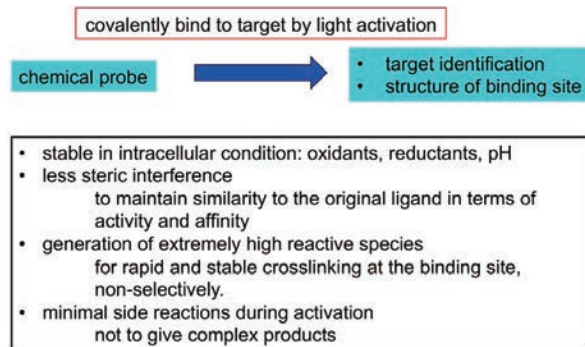 covalently bind to target by light activation
chemical probe
• target identification
• structure of binding site
• stable in intracellular condition: oxidants, reductants, pH
• less steric interference
to maintain similarity to the original ligand in terms of
activity and affinity
• generation of extremely high reactive species
for rapid and stable crosslinking at the binding site,
non-selectively.
• minimal side reactions during activation
not to give complex products